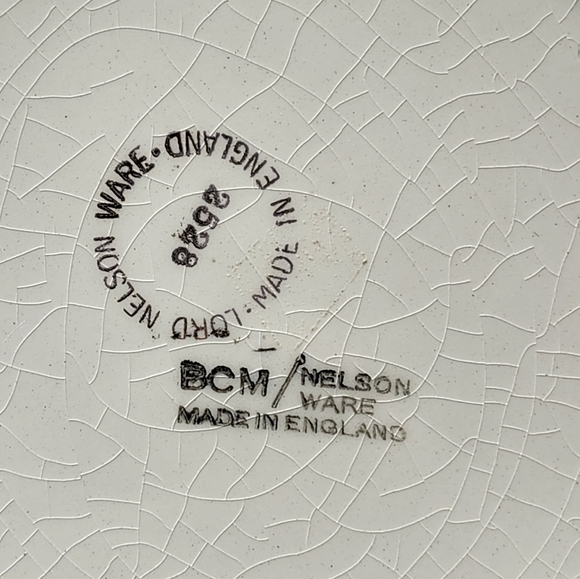 LORD NELSON WARE • MADE IN ENGLAND •
2528
BCM/NELSON
WARE
MADE IN ENGLAND